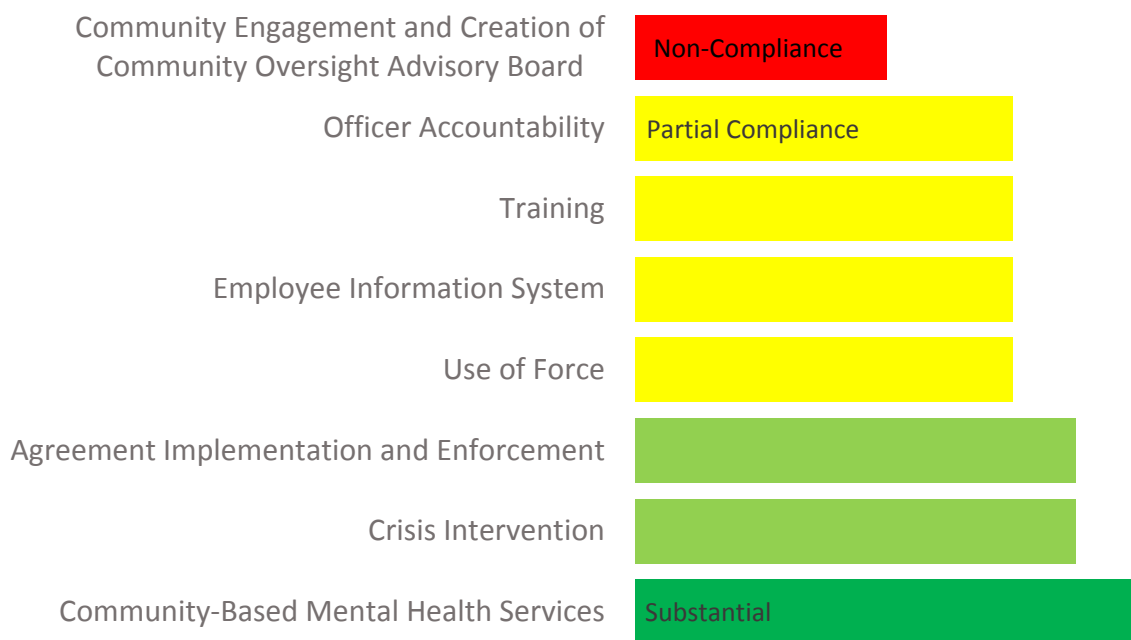 Community Engagement and Creation of
Community Oversight Advisory Board
Non-Compliance
Officer Accountability
Partial Compliance
Training
Employee Information System
Use of Force
Agreement Implementation and Enforcement
Crisis Intervention
Community-Based Mental Health Services
Substantial